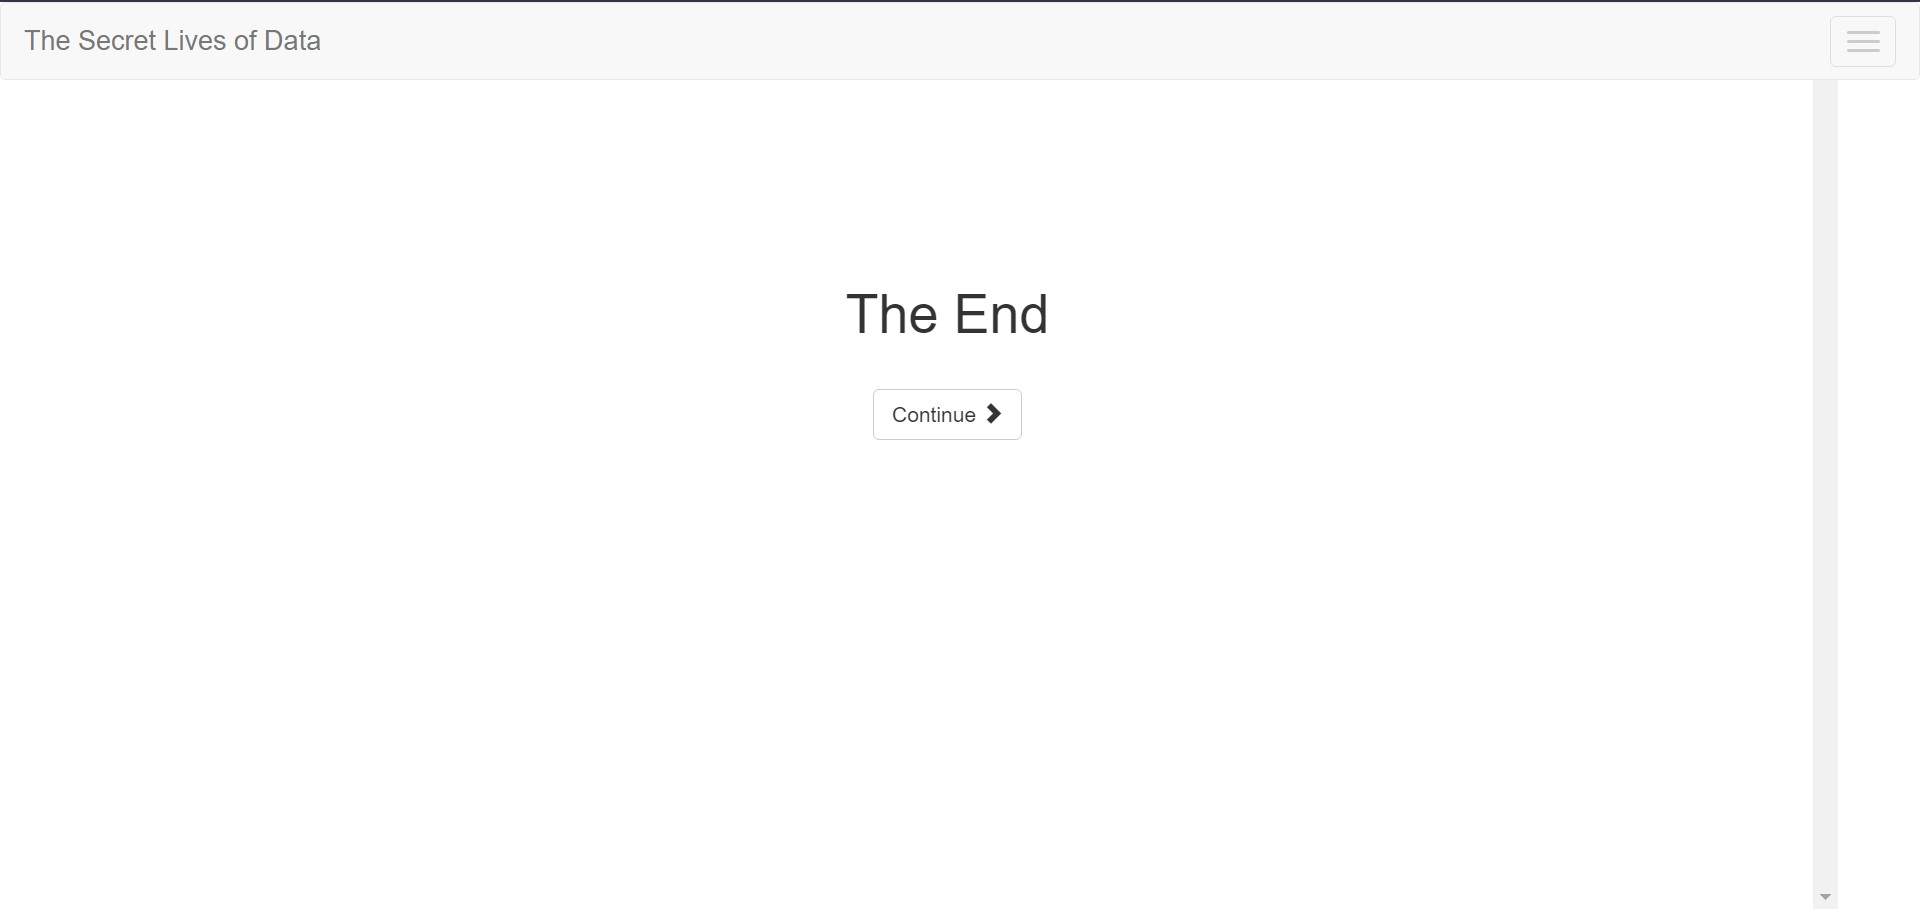 The Secret Lives of Data
The End
Continue